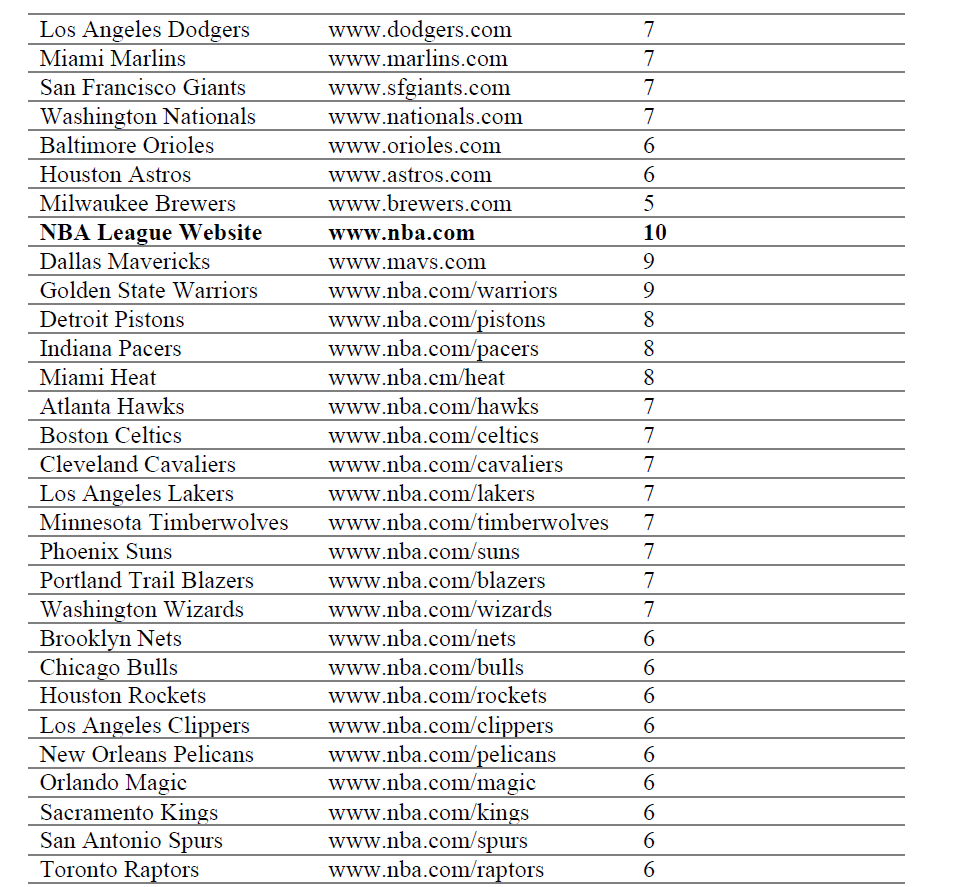 Los Angeles Dodgers www.dodgers.com 7
Miami Marlins www.marlins.com 7
San Francisco Giants www.sfgiants.com 7
Washington Nationals www.nationals.com 7
Baltimore Orioles www.orioles.com 6
Houston Astros www.astros.com 6
Milwaukee Brewers www.brewers.com 5
NBA League Website www.nba.com 10
Dallas Mavericks www.mavs.com 9
Golden State Warriors www.nba.com/warriors 9
Detroit Pistons www.nba.com/pistons 8
Indiana Pacers www.nba.com/pacers 8
Miami Heat www.nba.cm/heat 8
Atlanta Hawks www.nba.com/hawks 7
Boston Celtics www.nba.com/celtics 7
Cleveland Cavaliers www.nba.com/cavaliers 7
Los Angeles Lakers www.nba.com/lakers 7
Minnesota Timberwolves www.nba.com/timberwolves 7
Phoenix Suns www.nba.com/suns 7
Portland Trail Blazers www.nba.com/blazers 7
Washington Wizards www.nba.com/wizards 7
Brooklyn Nets www.nba.com/nets 6
Chicago Bulls www.nba.com/bulls 6
Houston Rockets www.nba.com/rockets 6
Los Angeles Clippers www.nba.com/clippers 6
New Orleans Pelicans www.nba.com/pelicans 6
Orlando Magic www.nba.com/magic 6
Sacramento Kings www.nba.com/kings 6
San Antonio Spurs www.nba.com/spurs 6
Toronto Raptors www.nba.com/raptors 6